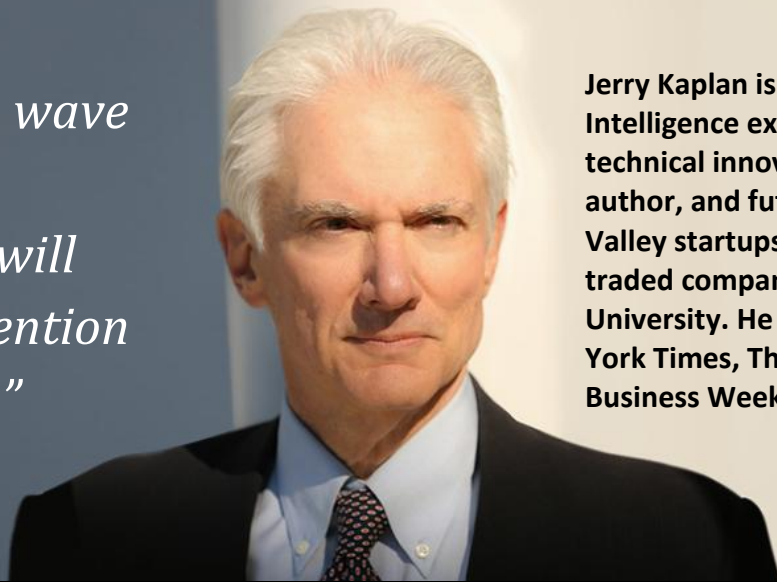 wave
will
ention
”
Jerry Kaplan is
Intelligence ex
technical innov
author, and fut
Valley startups
traded compan
University. He
York Times, Th
Business Week